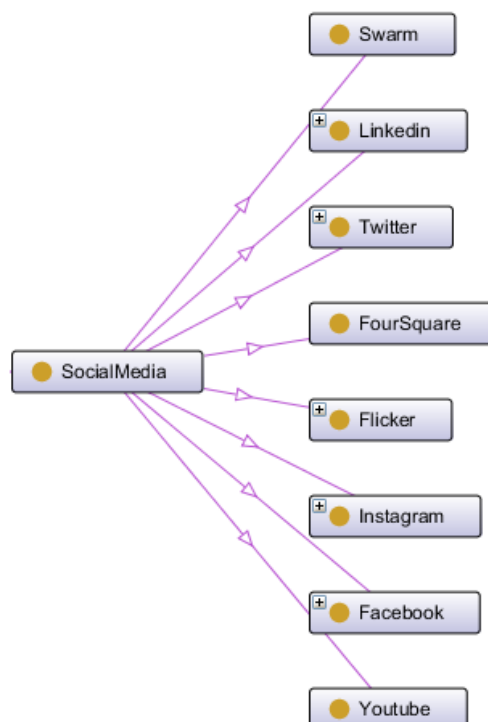 Swarm
Linkedin
Twitter
FourSquare
SocialMedia
Flicker
Instagram
Facebook
Youtube